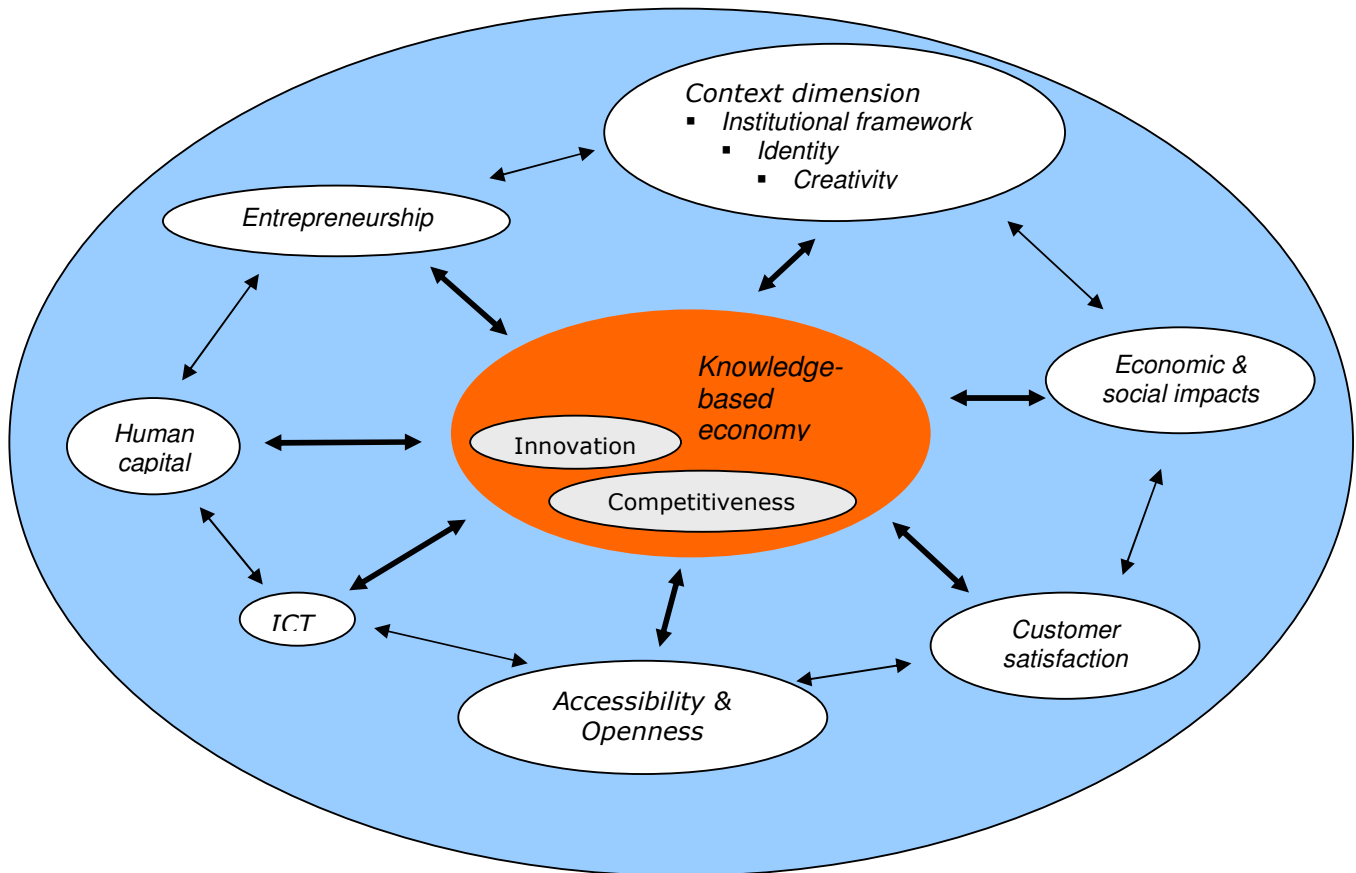 Context dimension
▪ Institutional framework
▪ Identity
▪ Creativity
Entrepreneurship
Knowledge-
based
economy
Economic &
social impacts
Human
capital
Innovation
Competitiveness
ICT
Customer
satisfaction
Accessibility &
Openness